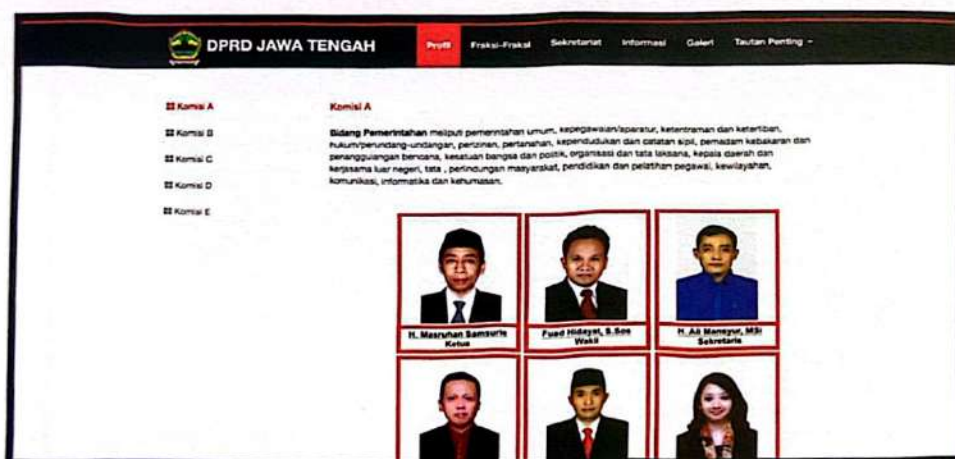 DPRD JAWA TENGAH
Profil Fraksi-Fraksi Sekretariat Informasi Galeri Tautan Penting
Komisi A
Komisi B
Komisi C
Komisi D
Komisi E
Komisi A
Bidang Pemerintahan meliputi pemerintahan umum, kepegawaian/aparatur, ketentraman dan ketertiban,
hukum/perundang-undangan, perizinan, pertanahan, kependudukan dan catatan sipil, pemadam kebakaran dan
penanggulangan bencana, kesatuan bangsa dan politik, organisasi dan tata laksana, kepala daerah dan
kerjasama luar negeri, tata , perlindungan masyarakat, pendidikan dan pelatihan pegawai, kewilayahan,
komunikasi, informatika dan kehumasan.
H. Masruhan Samsurie
Ketua
Fuad Hidayat, S.Sos
Wakil
H. Ali Mansyur, MSi
Sekretaris